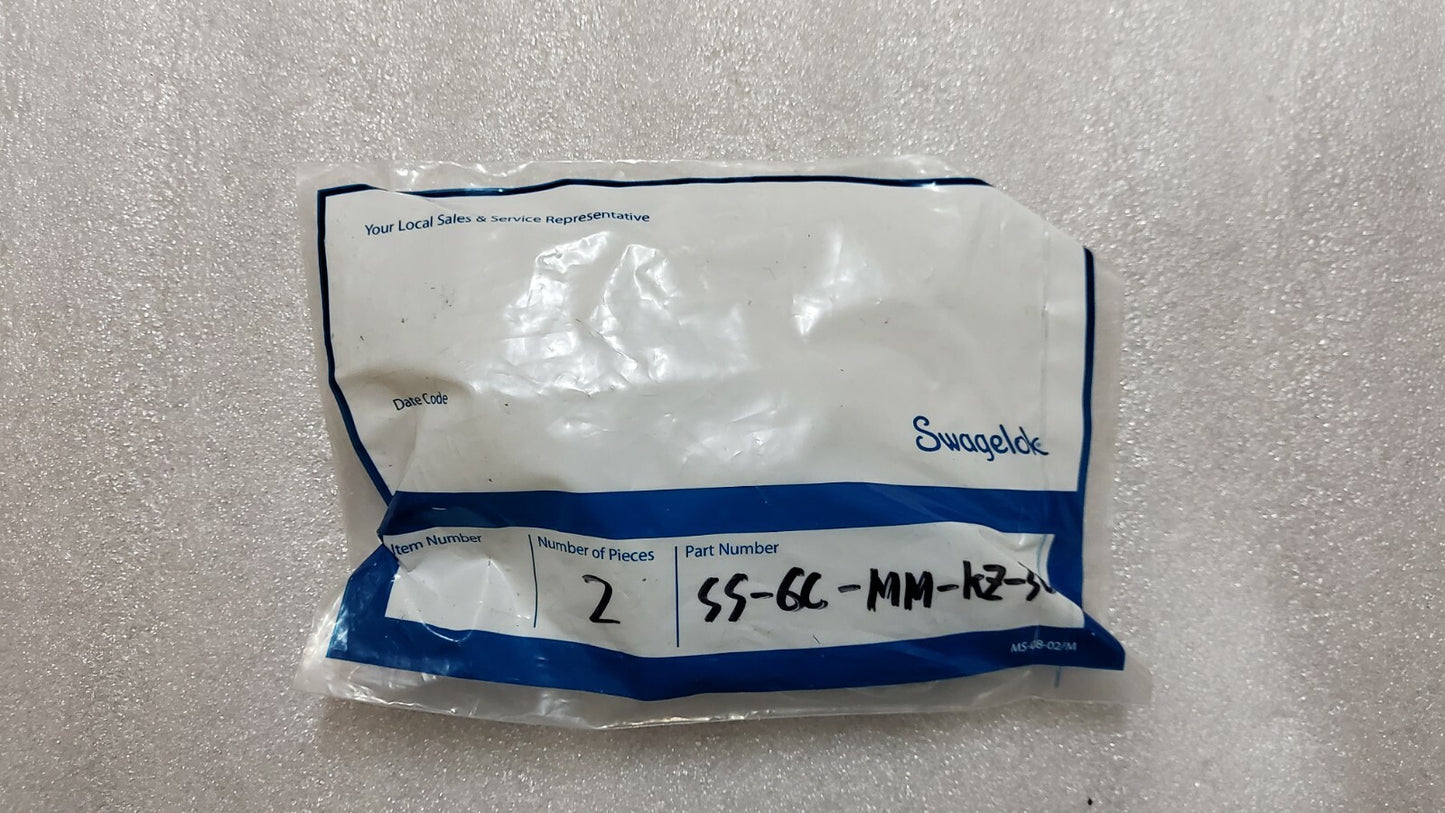 Your Local Sales & Service Representative
Date Code
Swagelok
Item Number
Number of Pieces
Part Number
2
SS-6C-MM-KZ-